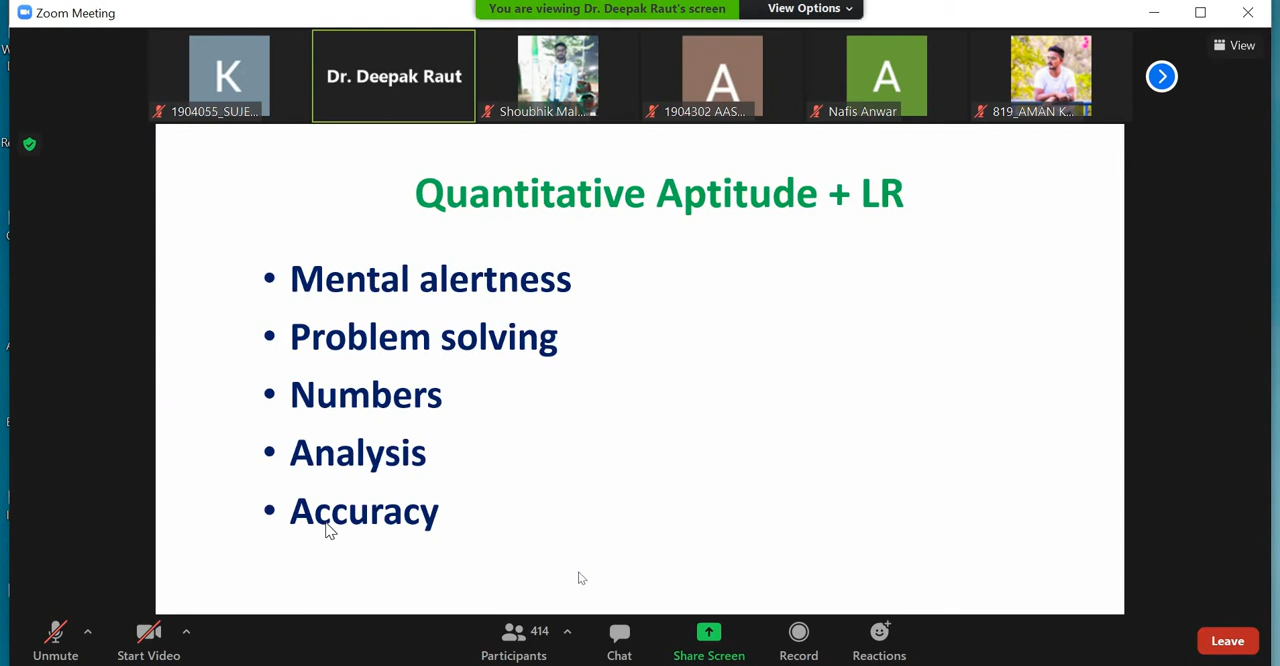 Zoom Meeting
You are viewing Dr. Deepak Raut's screen
View Options
View
K
Dr. Deepak Raut
A
A
1904055_SUJE...
Shoubhik Mal...
1904302 AAS...
Nafis Anwar
819_AMAN K...
Quantitative Aptitude + LR
• Mental alertness
• Problem solving
• Numbers
• Analysis
• Accuracy
Unmute
Start Video
414
Participants
Chat
Share Screen
Record
Reactions
Leave